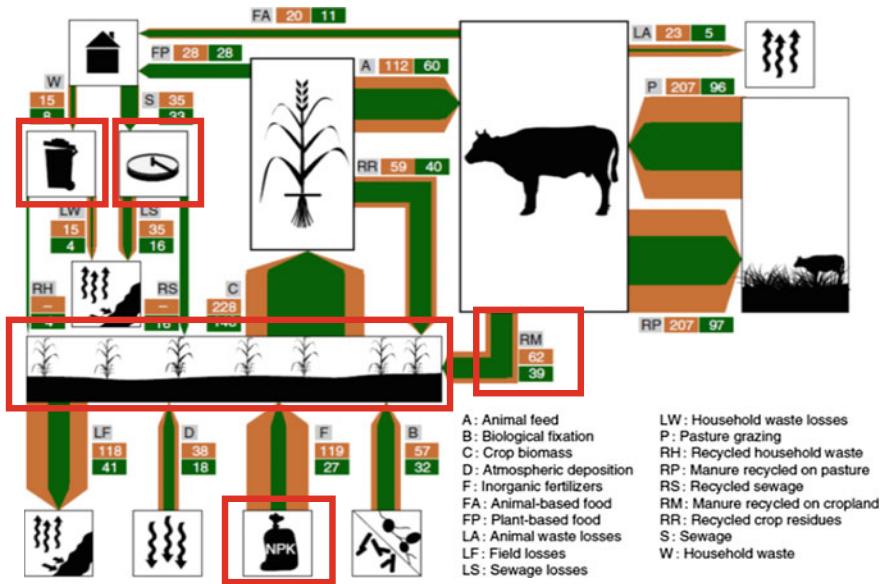 FA 20 11
LA 23 5
FP 28 28
A 112 60
P 207 96
W
15
8
S 35
33
RR 59 40
LW
15
4
LS
35
16
RH
–
4
RS
–
16
C
228
140
RP 207 97
RM
62
39
LF
118
41
D
38
18
F
119
27
B
57
32
NPK
A : Animal feed
B : Biological fixation
C : Crop biomass
D : Atmospheric deposition
F : Inorganic fertilizers
FA : Animal-based food
FP : Plant-based food
LA : Animal waste losses
LF : Field losses
LS : Sewage losses
LW : Household waste losses
P : Pasture grazing
RH : Recycled household waste
RP : Manure recycled on pasture
RS : Recycled sewage
RM : Manure recycled on cropland
RR : Recycled crop residues
S : Sewage
W : Household waste